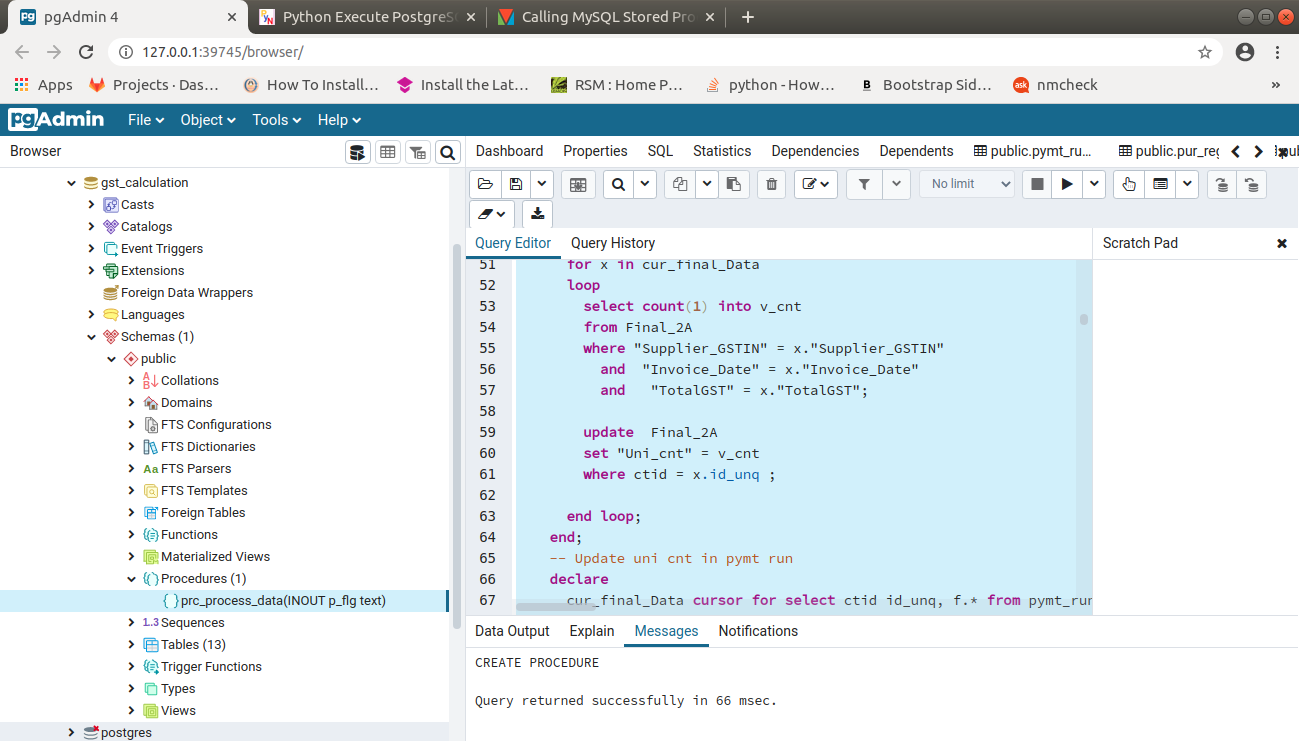 pgAdmin 4
Python Execute PostgreS
Calling MySQL Stored Pro
127.0.0.1:39745/browser/
Apps
Projects · Das…
How To Install…
Install the Lat…
RSM : Home P…
python - How…
B Bootstrap Sid…
ask nmcheck
»
pgAdmin
File
Object
Tools
Help
Browser
Dashboard
Properties
SQL
Statistics
Dependencies
Dependents
public.pymt_ru...
public.pur_reg
gst_calculation
Casts
Catalogs
Event Triggers
Extensions
Foreign Data Wrappers
Languages
Schemas (1)
public
Collations
Domains
FTS Configurations
FTS Dictionaries
Aa FTS Parsers
FTS Templates
Foreign Tables
Functions
Materialized Views
Procedures (1)
prc_process_data(INOUT p_flg text)
1..3 Sequences
Tables (13)
Trigger Functions
Types
Views
postgres
No limit
Query Editor
Query History
Scratch Pad
51 for x in cur_final_Data
52 loop
53 select count(1) into v_cnt
54 from Final_2A
55 where "Supplier_GSTIN" = x."Supplier_GSTIN"
56 and "Invoice_Date" = x."Invoice_Date"
57 and "TotalGST" = x."TotalGST";
58
59 update Final_2A
60 set "Uni_cnt" = v_cnt
61 where ctid = x.id_unq ;
62
63 end loop;
64 end;
65 -- Update uni cnt in pymt run
66 declare
67 cur_final_Data cursor for select ctid id_unq, f.* from pymt_run
Data Output
Explain
Messages
Notifications
CREATE PROCEDURE
Query returned successfully in 66 msec.